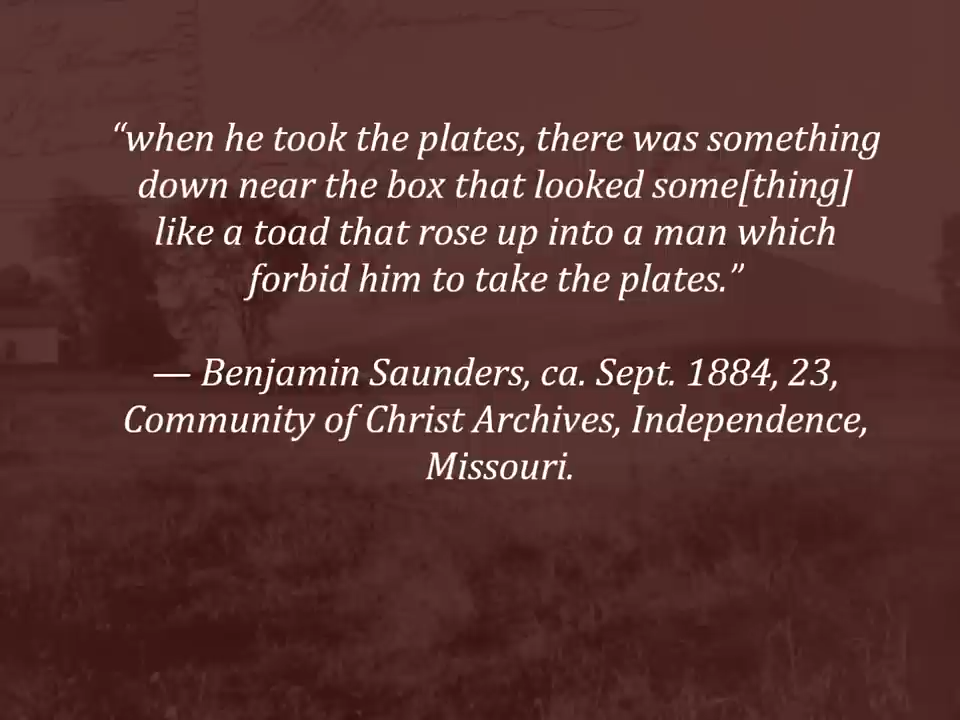 “when he took the plates, there was something
down near the box that looked some[thing]
like a toad that rose up into a man which
forbid him to take the plates.”
— Benjamin Saunders, ca. Sept. 1884, 23,
Community of Christ Archives, Independence,
Missouri.